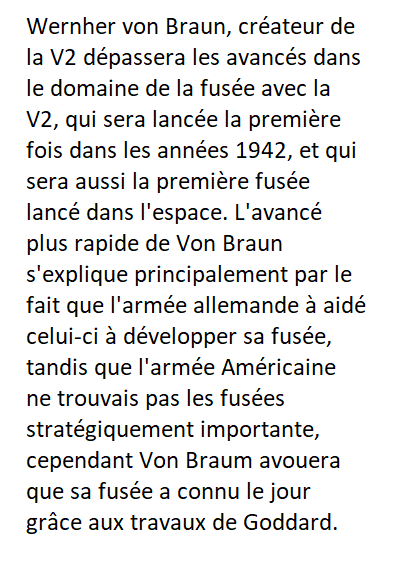 Wernher von Braun, créateur de
la V2 dépassera les avancés dans
le domaine de la fusée avec la
V2, qui sera lancée la première
fois dans les années 1942, et qui
sera aussi la première fusée
lancé dans l'espace. L'avancé
plus rapide de Von Braun
s'explique principalement par le
fait que l'armée allemande à aidé
celui-ci à développer sa fusée,
tandis que l'armée Américaine
ne trouvais pas les fusées
stratégiquement importante,
cependant Von Braum avouera
que sa fusée a connu le jour
grâce aux travaux de Goddard.